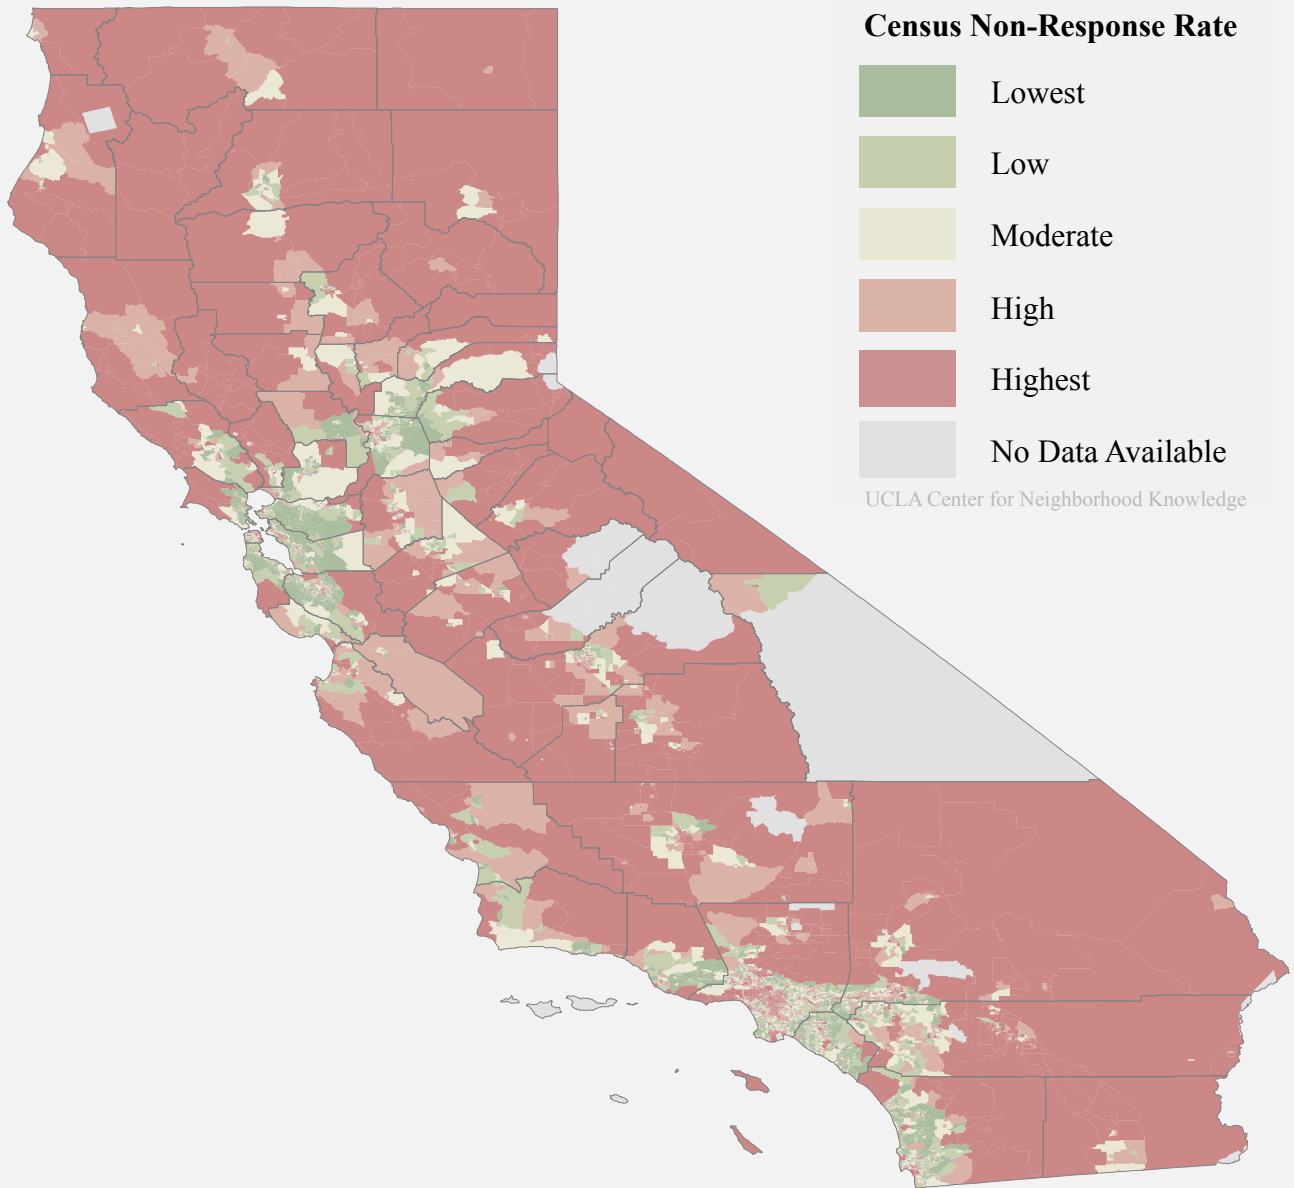 Census Non-Response Rate
Lowest
Low
Moderate
High
Highest
No Data Available
UCLA Center for Neighborhood Knowledge